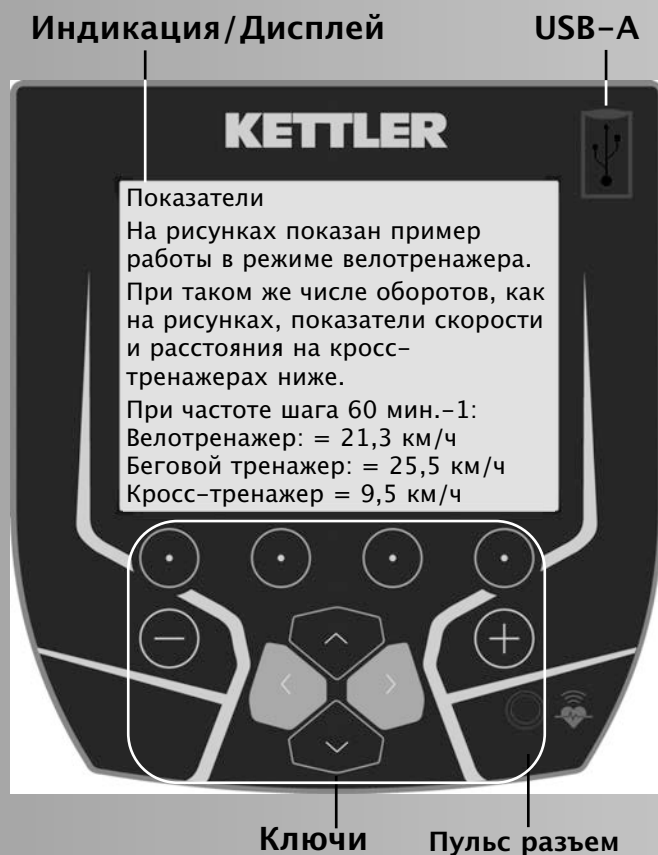 Индикация/Дисплей
USB-A
KETTLER
Показатели
На рисунках показан пример
работы в режиме велотренажера.
При таком же числе оборотов, как
на рисунках, показатели скорости
и расстояния на кросс-
тренажерах ниже.
При частоте шага 60 мин.-1:
Велотренажер: = 21,3 км/ч
Беговой тренажер: = 25,5 км/ч
Кросс-тренажер = 9,5 км/ч
Ключи
Пульс разъем